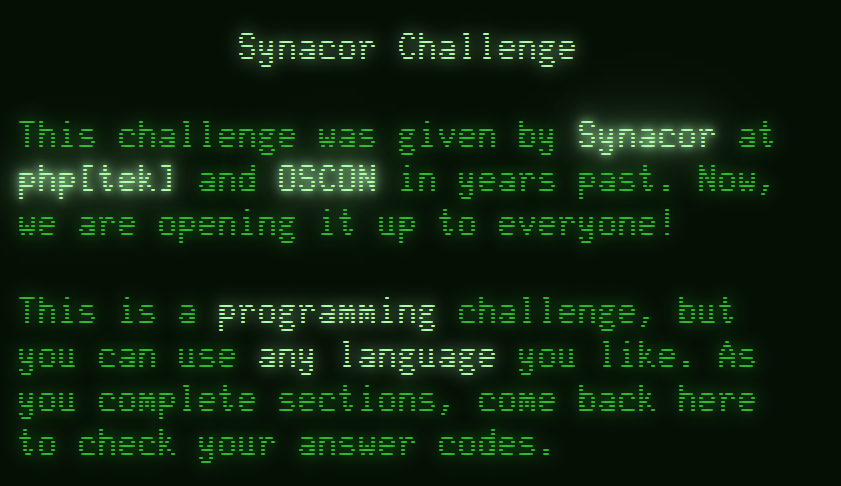 Synacor Challenge
This challenge was given by Synacor at
php[tek] and OSCON in years past. Now,
we are opening it up to everyone!
This is a programming challenge, but
you can use any language you like. As
you complete sections, come back here
to check your answer codes.